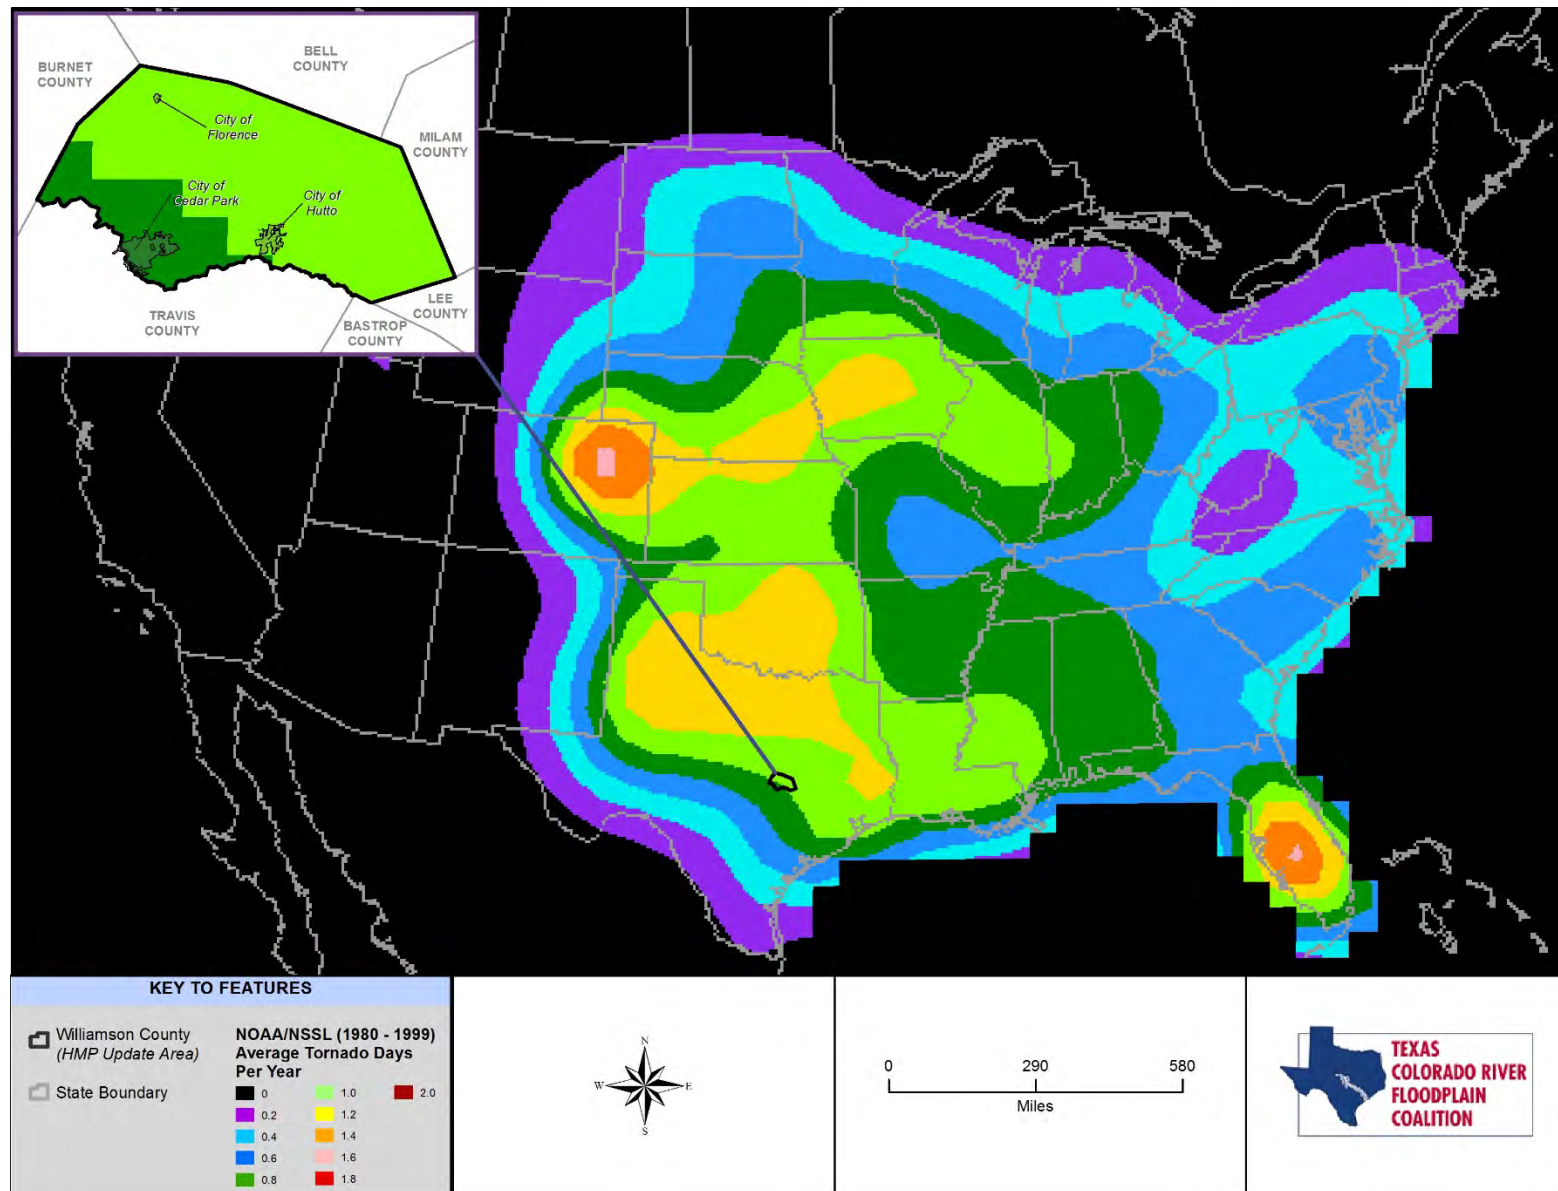 BURNET
COUNTY
BELL
COUNTY
City of
Florence
MILAM
COUNTY
City of
Cedar Park
City of
Hutto
TRAVIS
COUNTY
BASTROP
COUNTY
LEE
COUNTY
KEY TO FEATURES
Williamson County
(HMP Update Area)
State Boundary
NOAA/NSSL (1980 - 1999)
Average Tornado Days
Per Year
0
0.2
0.4
0.6
0.8
1.0
1.2
1.4
1.6
1.8
2.0
N
W
E
S
0 290 580
Miles
TEXAS
COLORADO RIVER
FLOODPLAIN
COALITION